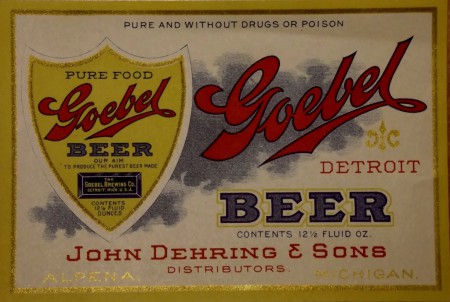 PURE AND WITHOUT DRUGS OR POISON
PURE FOOD
Goebel
BEER
OUR AIM
TO PRODUCE THE PUREST BEER MADE
THE
GOEBEL BREWING CO.
DETROIT, MICH. U.S.A.
CONTENTS
12½ FLUID
OUNCES
Goebel
DETROIT
BEER
CONTENTS 12½ FLUID OZ.
JOHN DEHRING & SONS
DISTRIBUTORS.
ALPENA. MICHIGAN.